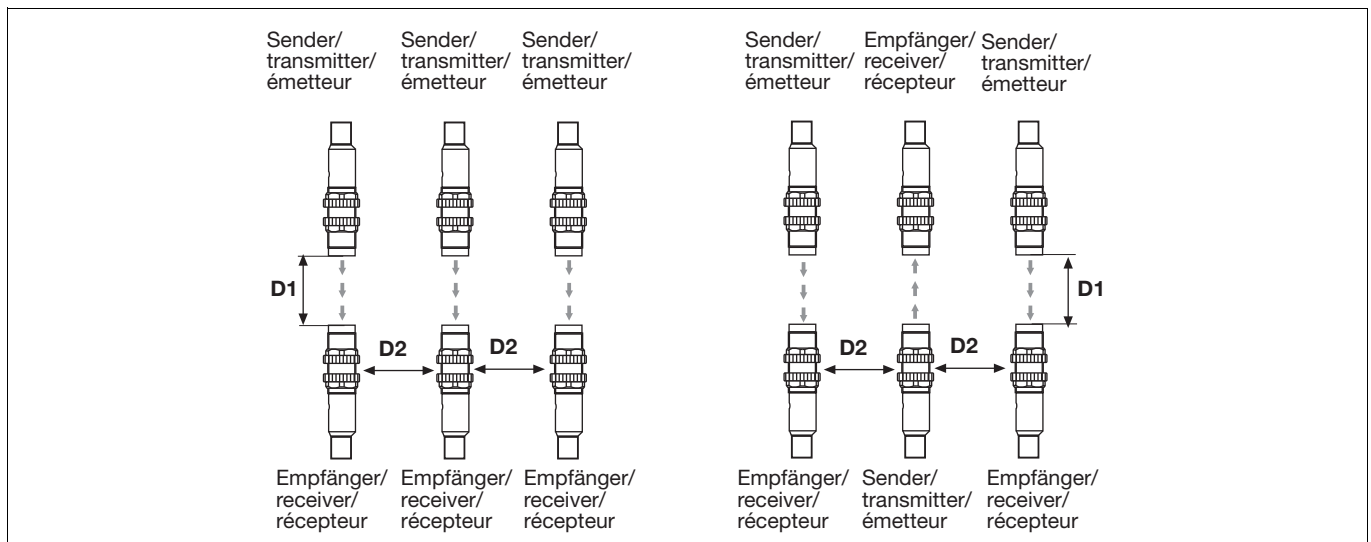 Sender/
transmitter/
émetteur
Sender/
transmitter/
émetteur
Sender/
transmitter/
émetteur
Sender/
transmitter/
émetteur
Empfänger/
receiver/
récepteur
Sender/
transmitter/
émetteur
D1
D1
D2
D2
D2
D2
Empfänger/
receiver/
récepteur
Empfänger/
receiver/
récepteur
Empfänger/
receiver/
récepteur
Empfänger/
receiver/
récepteur
Sender/
transmitter/
émetteur
Empfänger/
receiver/
récepteur